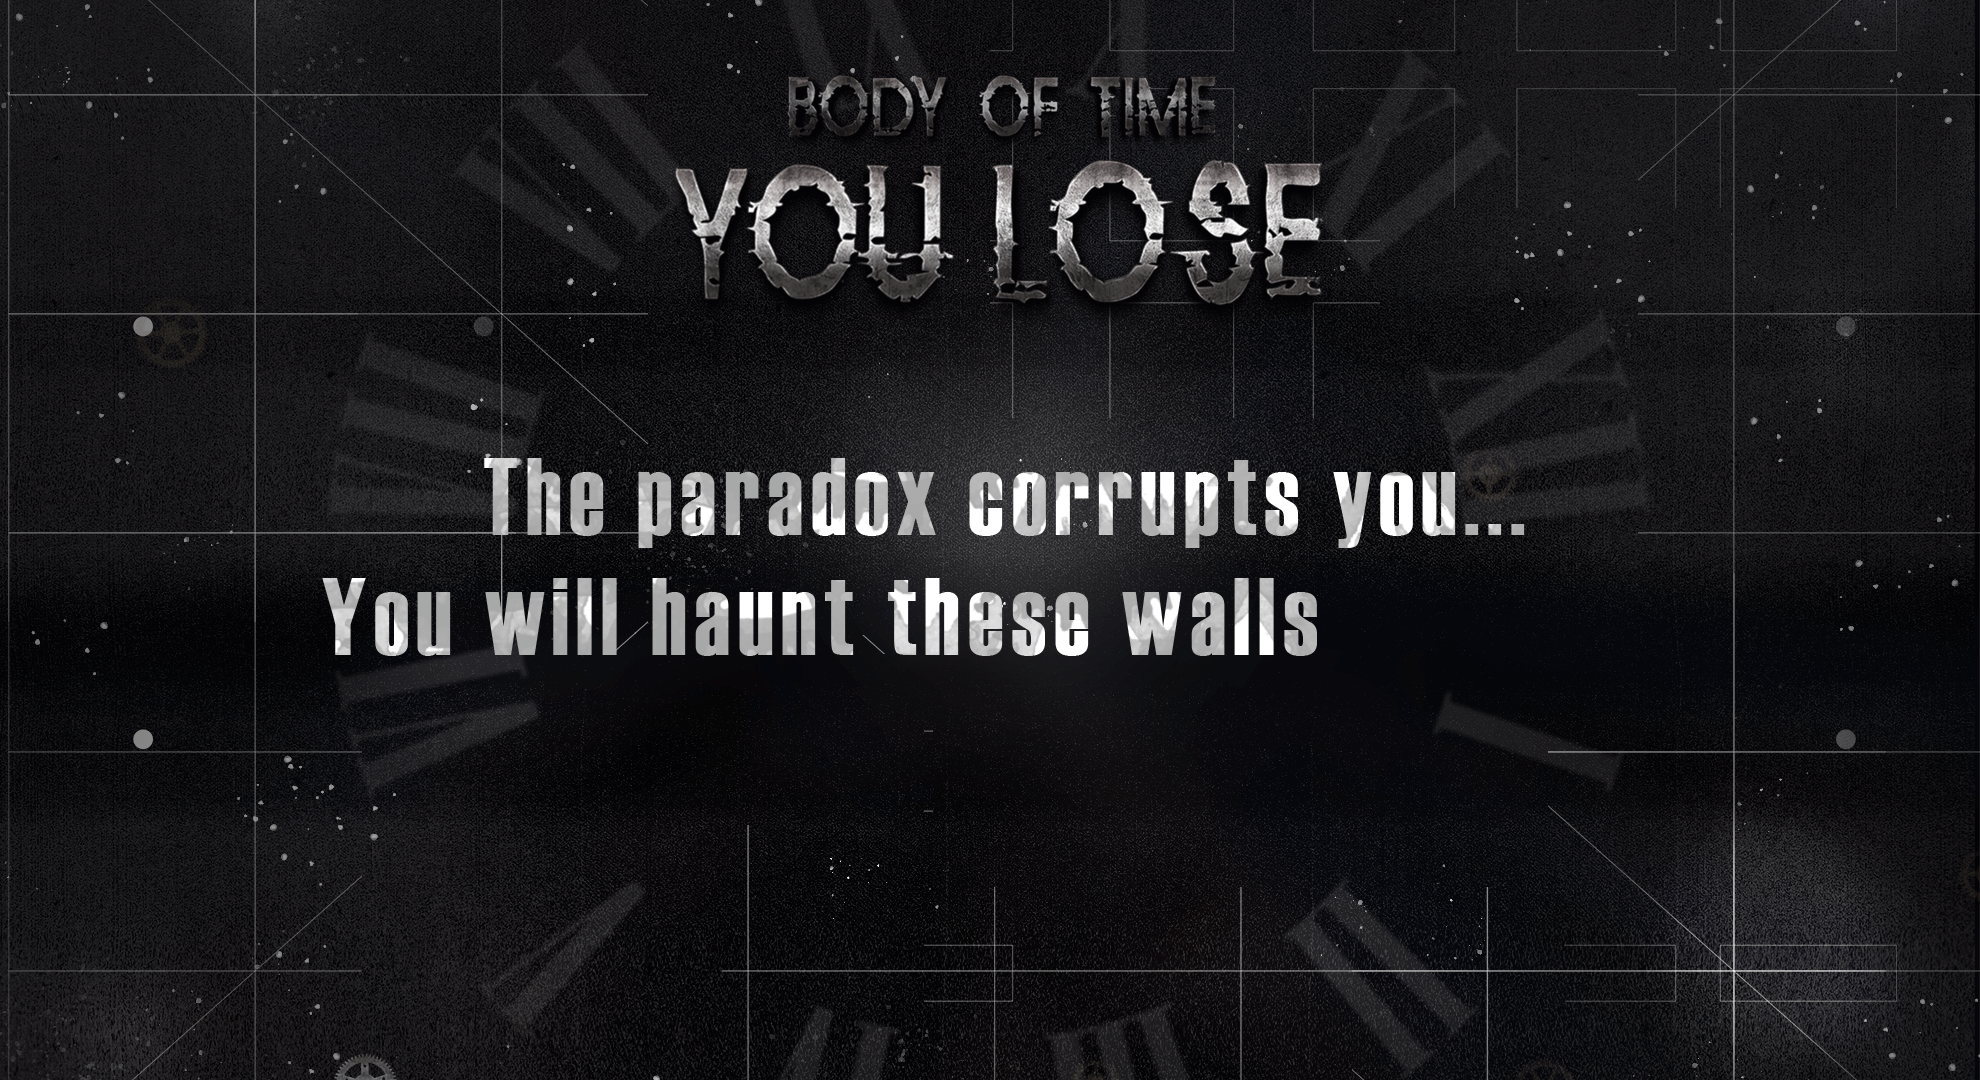 BODY OF TIME
YOU LOSE
The paradox corrupts you...
You will haunt these walls